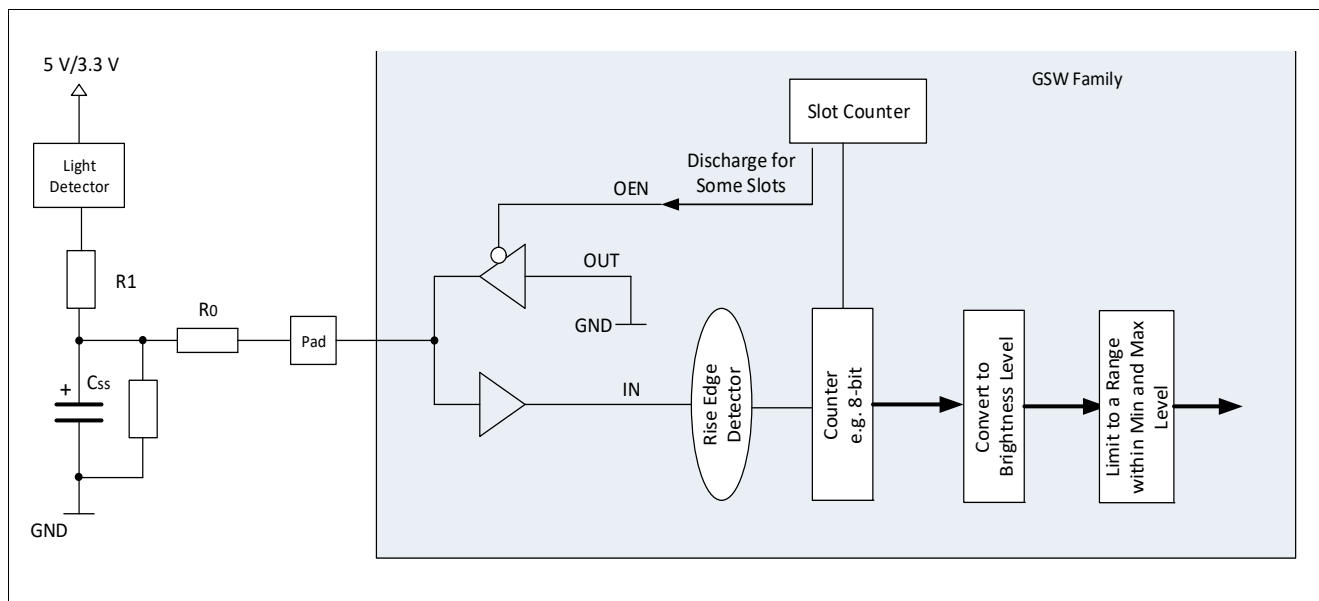 5 V/3.3 V
GSW Family
Slot Counter
Light
Detector
Discharge for
Some Slots
OEN
R1
OUT
R0
GND
Pad
+
Css
IN
Rise Edge
Detector
Counter
e.g. 8-bit
Convert to
Brightness Level
Limit to a Range
within Min and Max
Level
GND